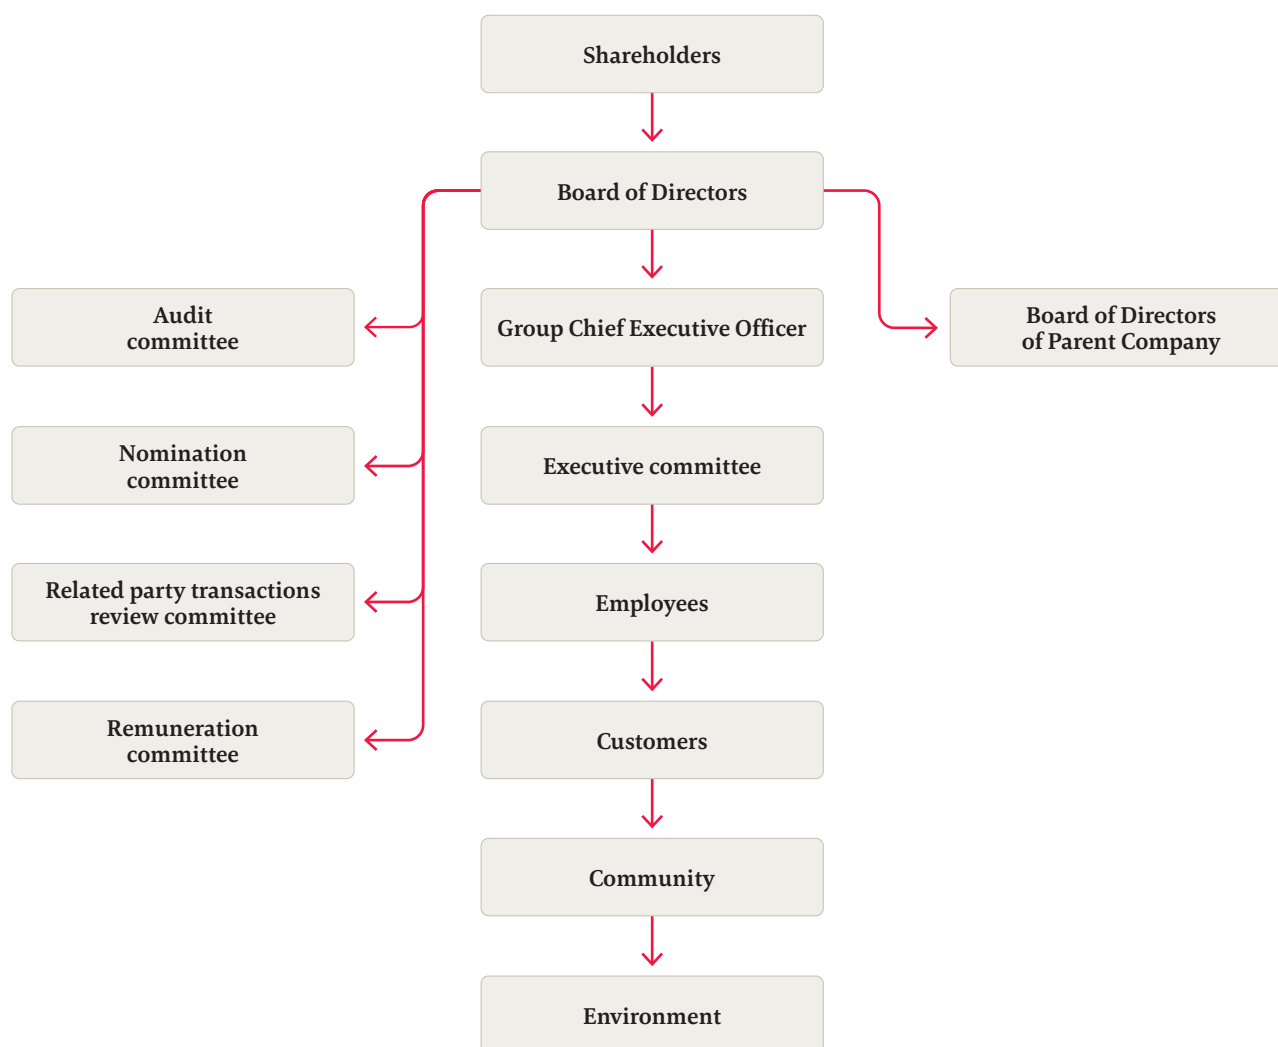 Shareholders
Board of Directors
Audit
committee
Group Chief Executive Officer
Board of Directors
of Parent Company
Nomination
committee
Executive committee
Related party transactions
review committee
Employees
Remuneration
committee
Customers
Community
Environment